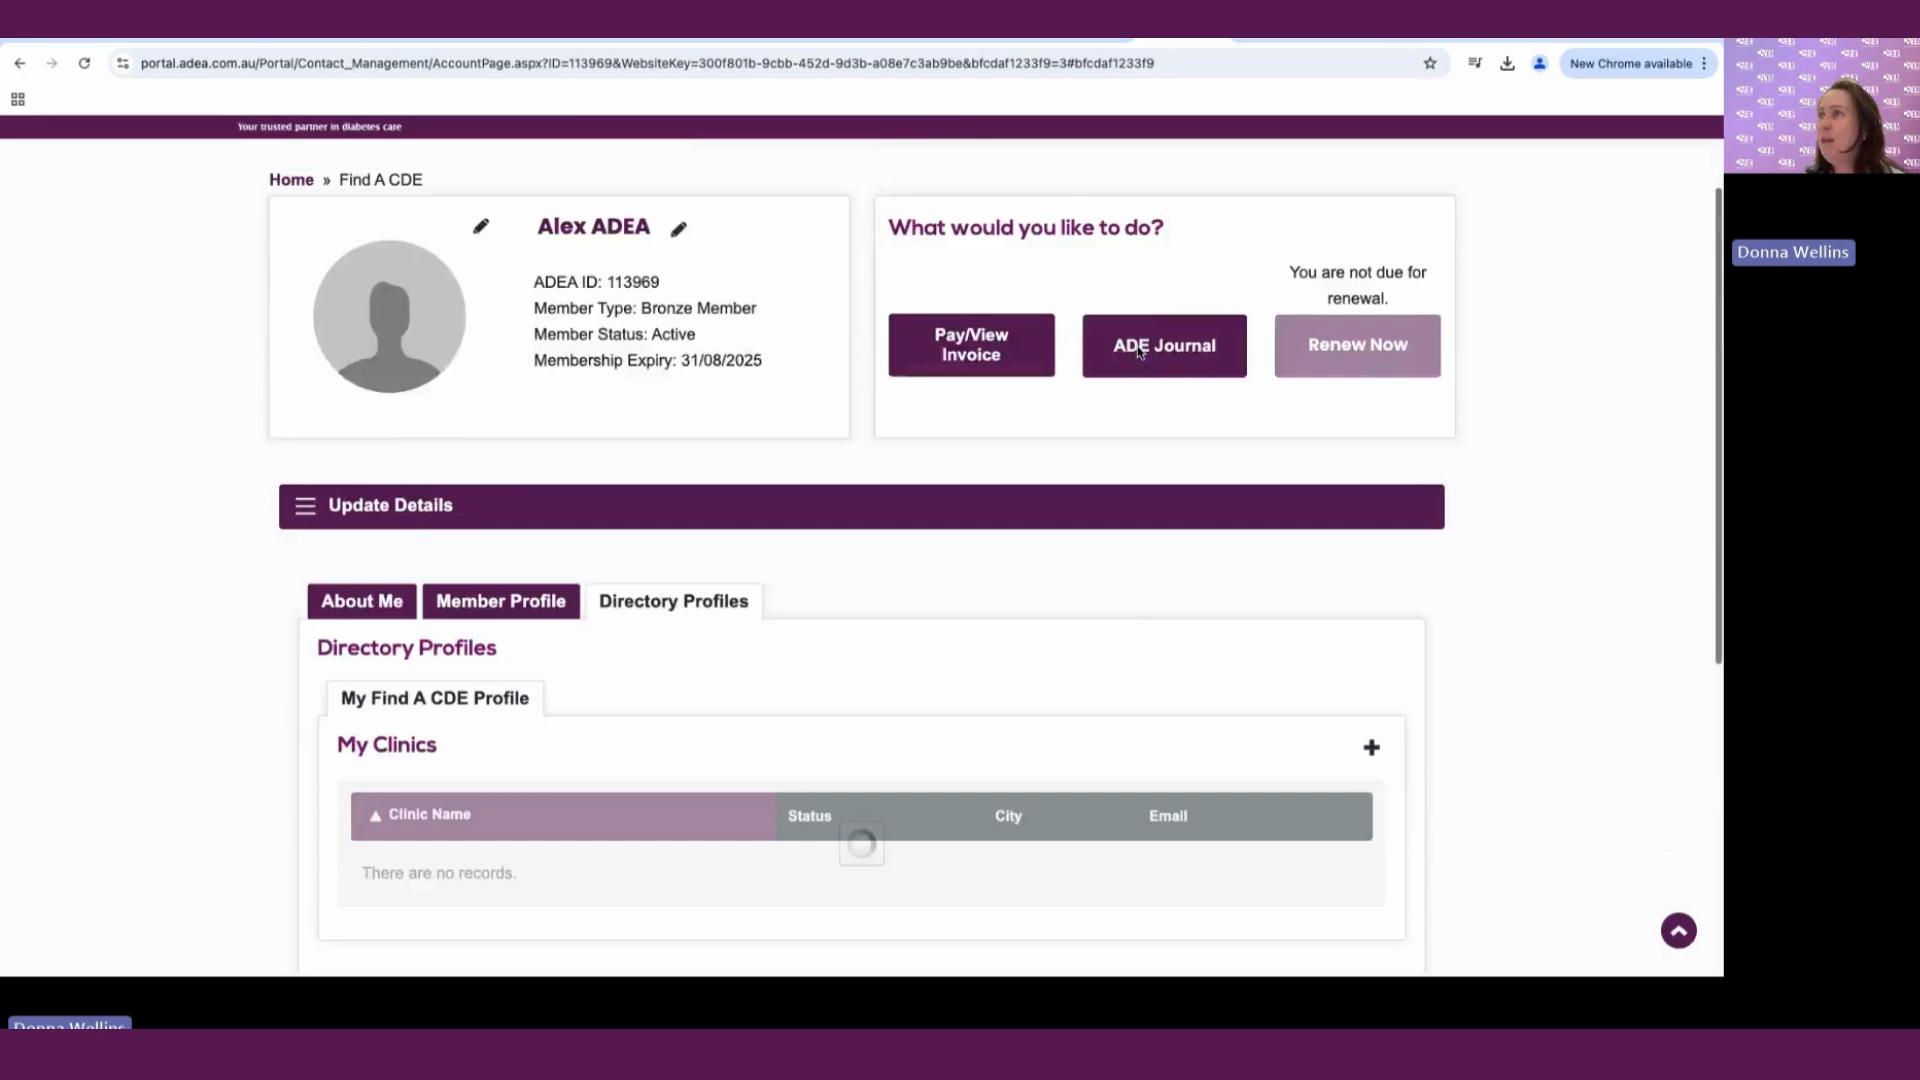 portal.adea.com.au/Portal/Contact_Management/AccountPage.aspx?ID=113969&WebsiteKey=300f801b-9cbb-452d-9d3b-a08e7c3ab9be&bfcdaf1233f9=3#bfcdaf1233f9
New Chrome available
Your trusted partner in diabetes care
Home » Find A CDE
Alex ADEA
ADEA ID: 113969
Member Type: Bronze Member
Member Status: Active
Membership Expiry: 31/08/2025
What would you like to do?
You are not due for
renewal.
Pay/View
Invoice
ADE Journal
Renew Now
Donna Wellins
Update Details
About Me
Member Profile
Directory Profiles
Directory Profiles
My Find A CDE Profile
My Clinics
Clinic Name
Status
City
Email
There are no records.
Donna Wellins